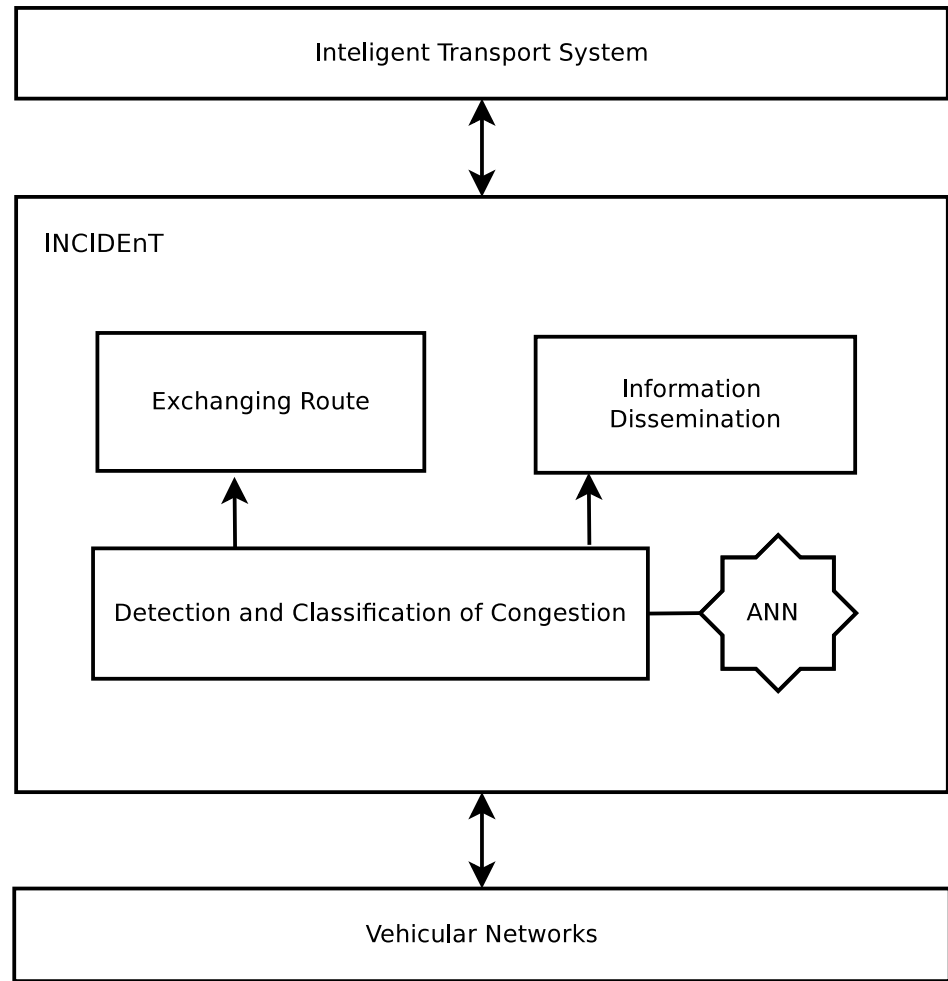 Inteligent Transport System
INCIDEnT
Exchanging Route
Information
Dissemination
Detection and Classification of Congestion
ANN
Vehicular Networks